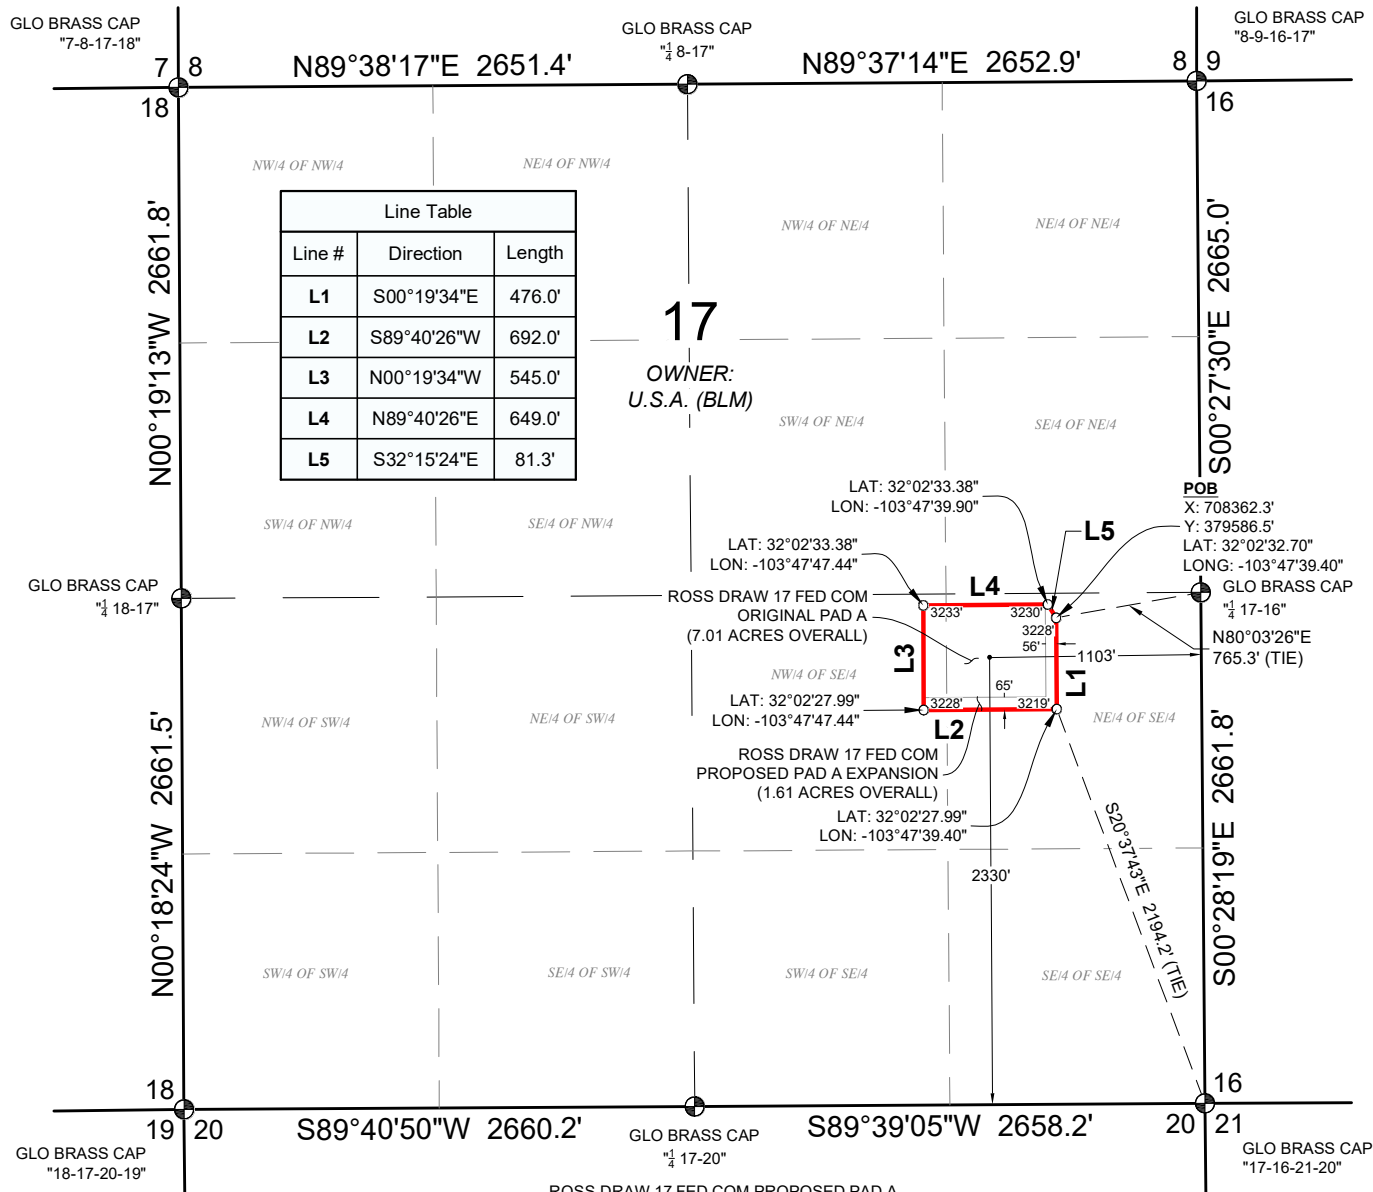 GLO BRASS CAP
"7-8-17-18"
GLO BRASS CAP
"1/4 8-17"
GLO BRASS CAP
"8-9-16-17"
7 8
18
N89°38'17"E 2651.4'
N89°37'14"E 2652.9'
8 9
16
NW/4 OF NW/4
NE/4 OF NW/4
NW/4 OF NE/4
NE/4 OF NE/4
N00°19'13"W 2661.8'
S00°27'30"E 2665.0'
Line Table
Line # Direction Length
L1 S00°19'34"E 476.0'
L2 S89°40'26"W 692.0'
L3 N00°19'34"W 545.0'
L4 N89°40'26"E 649.0'
L5 S32°15'24"E 81.3'
17
OWNER:
U.S.A. (BLM)
SW/4 OF NW/4
SE/4 OF NW/4
SW/4 OF NE/4
SE/4 OF NE/4
LAT: 32°02'33.38"
LON: -103°47'39.90"
POB
X: 708362.3'
Y: 379586.5'
LAT: 32°02'32.70"
LONG: -103°47'39.40"
L5
LAT: 32°02'33.38"
LON: -103°47'47.44"
GLO BRASS CAP
"1/4 18-17"
GLO BRASS CAP
"1/4 17-16"
ROSS DRAW 17 FED COM
ORIGINAL PAD A
(7.01 ACRES OVERALL)
L4
3233'
3230'
3228'
56'
1103'
N80°03'26"E
765.3' (TIE)
L3
L1
NW/4 OF SE/4
65'
LAT: 32°02'27.99"
LON: -103°47'47.44"
3228'
3219'
L2
NW/4 OF SW/4
NE/4 OF SW/4
NE/4 OF SE/4
ROSS DRAW 17 FED COM
PROPOSED PAD A EXPANSION
(1.61 ACRES OVERALL)
LAT: 32°02'27.99"
LON: -103°47'39.40"
N00°18'24"W 2661.5'
S00°28'19"E 2661.8'
2330'
S20°37'43"E 2194.2' (TIE)
SW/4 OF SW/4
SE/4 OF SW/4
SW/4 OF SE/4
SE/4 OF SE/4
18
19 20
S89°40'50"W 2660.2'
S89°39'05"W 2658.2'
16
20 21
GLO BRASS CAP
"18-17-20-19"
GLO BRASS CAP
"1/4 17-20"
GLO BRASS CAP
"17-16-21-20"
ROSS DRAW 17 FED COM PROPOSED PAD A